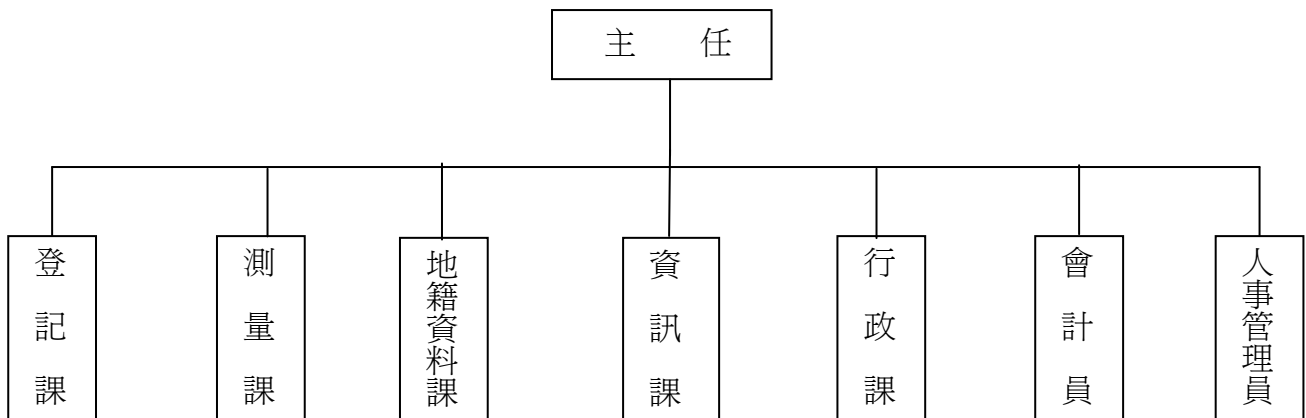 主任
登記課
測量課
地籍資料課
資訊課
行政課
會計員
人事管理員